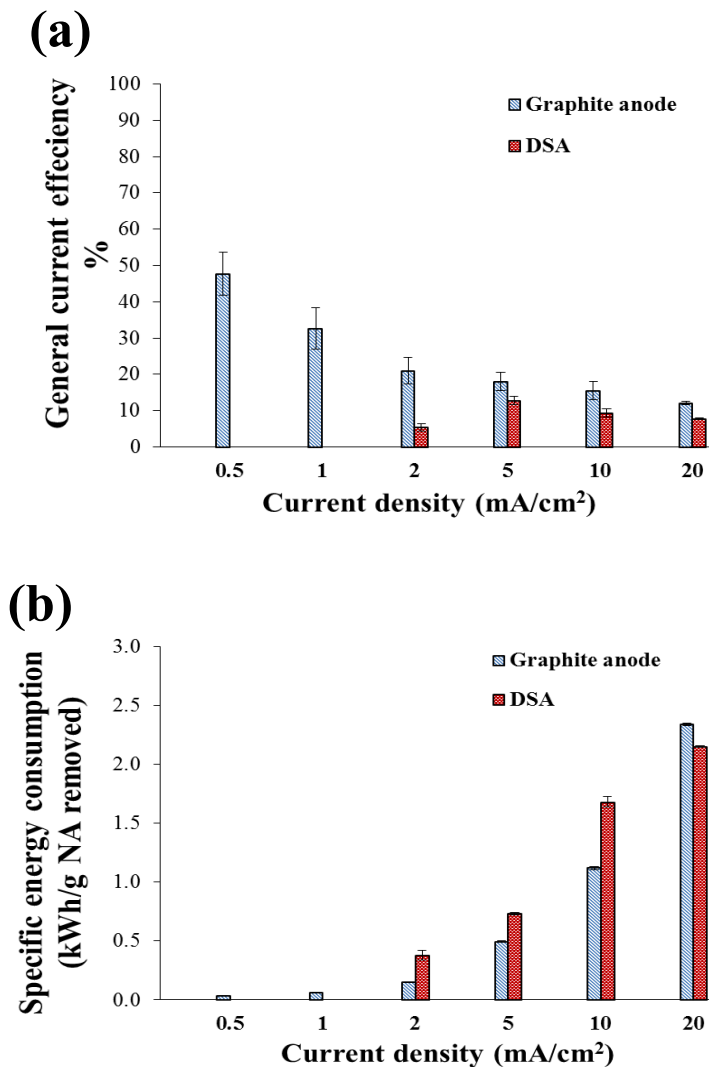 (a)
100
90
80
70
60
50
40
30
20
10
0
General current effeciency
%
Graphite anode
DSA
0.5 1 2 5 10 20
Current density (mA/cm²)
(b)
3.0
2.5
2.0
1.5
1.0
0.5
0.0
Specific energy consumption
(kWh/g NA removed)
Graphite anode
DSA
0.5 1 2 5 10 20
Current density (mA/cm²)